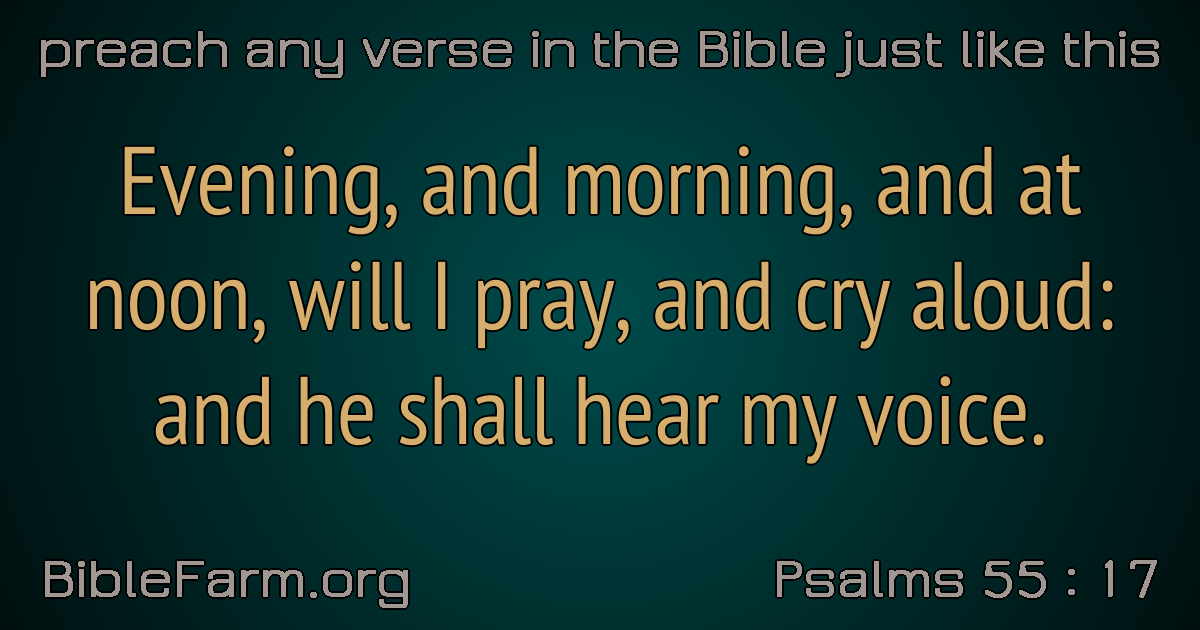 preach any verse in the Bible just like this
Evening, and morning, and at
noon, will I pray, and cry aloud:
and he shall hear my voice.
BibleFarm.org
Psalms 55 : 17